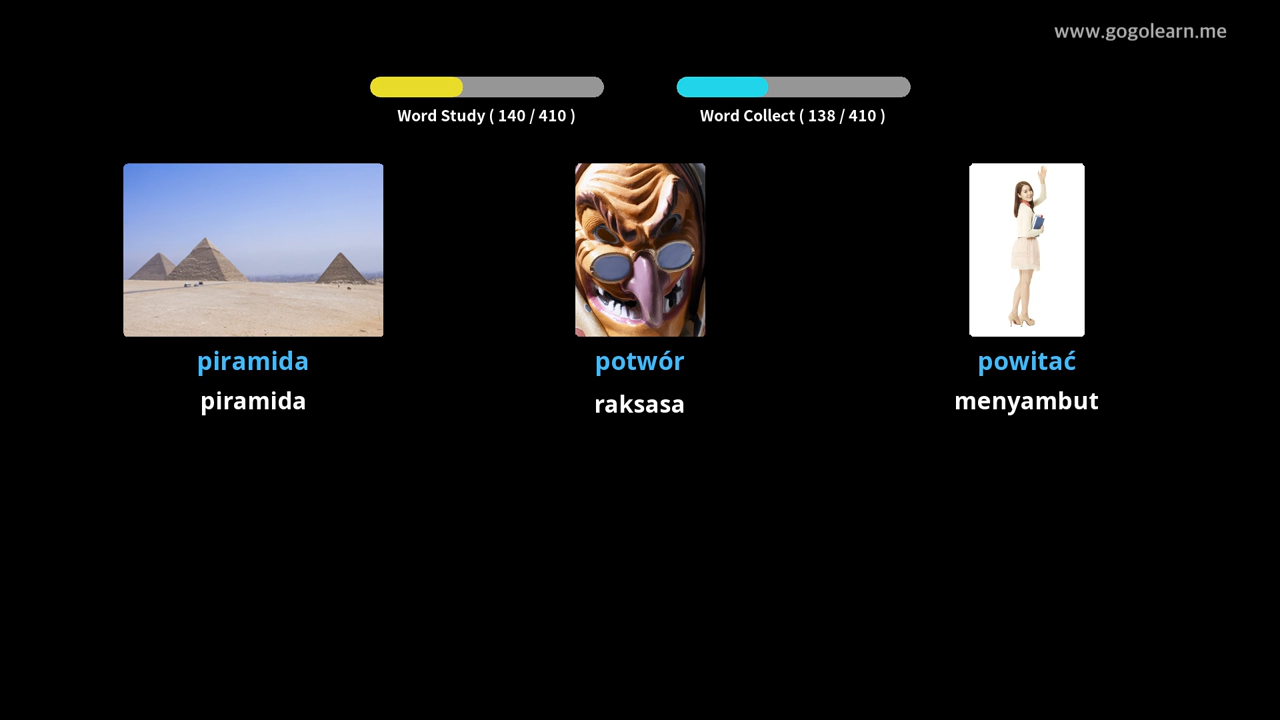 www.gogolearn.me
Word Study ( 140 / 410 )
Word Collect ( 138 / 410 )
piramida
piramida
potwór
raksasa
powitać
menyambut